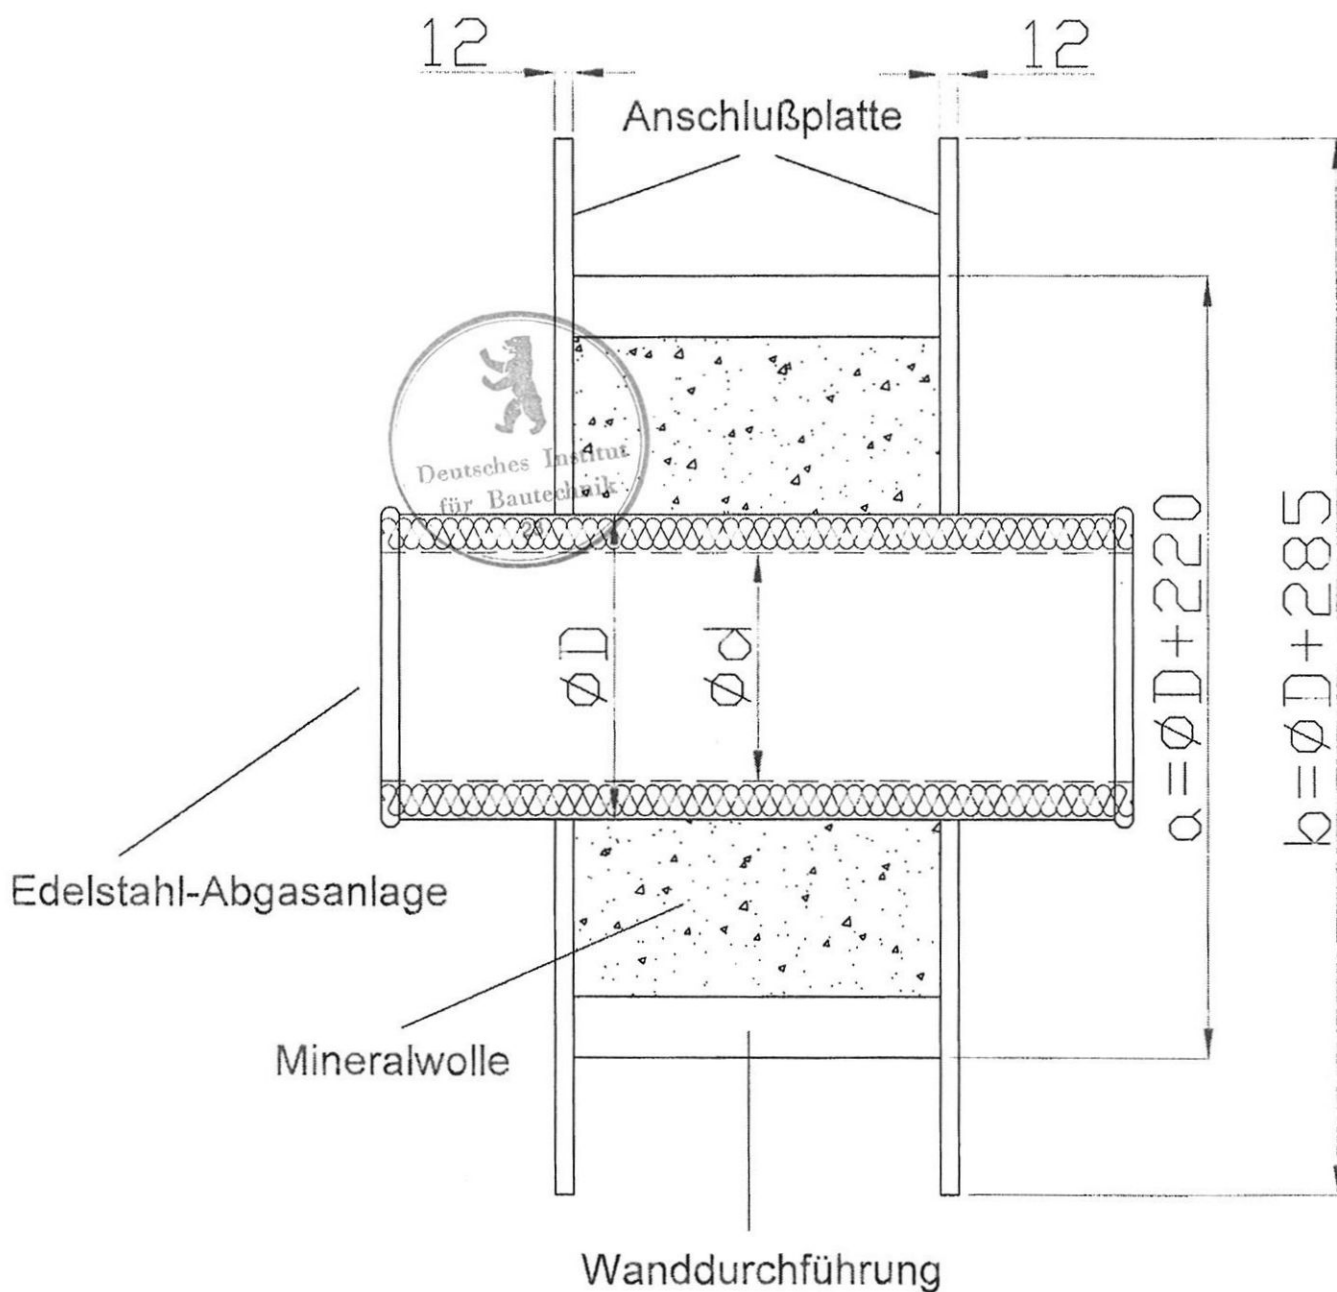 12
12
Anschlußplatte
Deutsches Institut
für Bautechnik
ØD
Ød
a=ØD+220
b=ØD+285
Edelstahl-Abgasanlage
Mineralwolle
Wanddurchführung